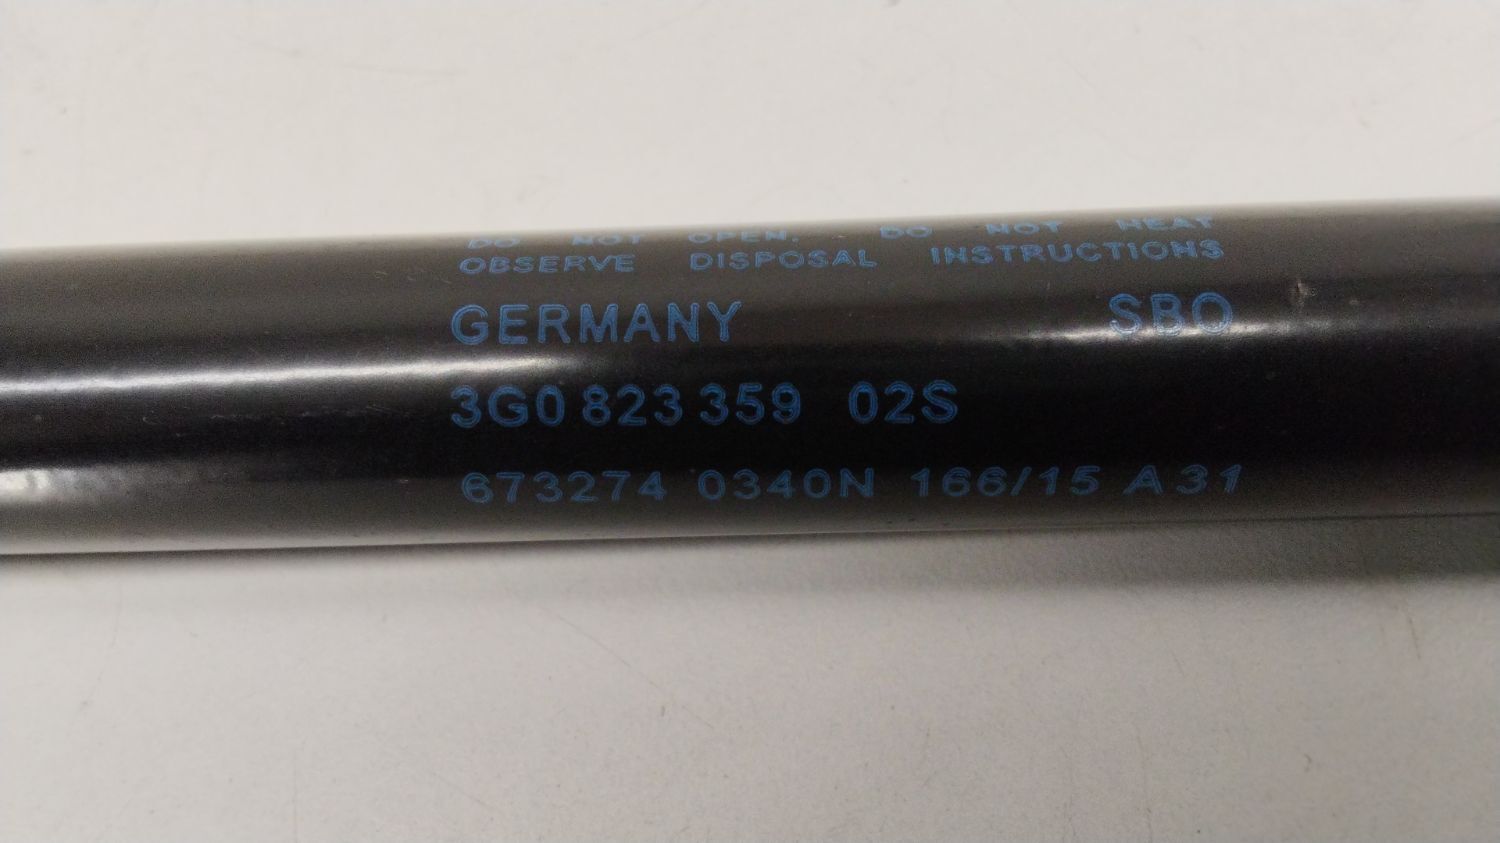 DO NOT OPEN. DO NOT HEAT
OBSERVE DISPOSAL INSTRUCTIONS
GERMANY SBO
3G0 823 359 02S
673274 0340N 166/15 A31